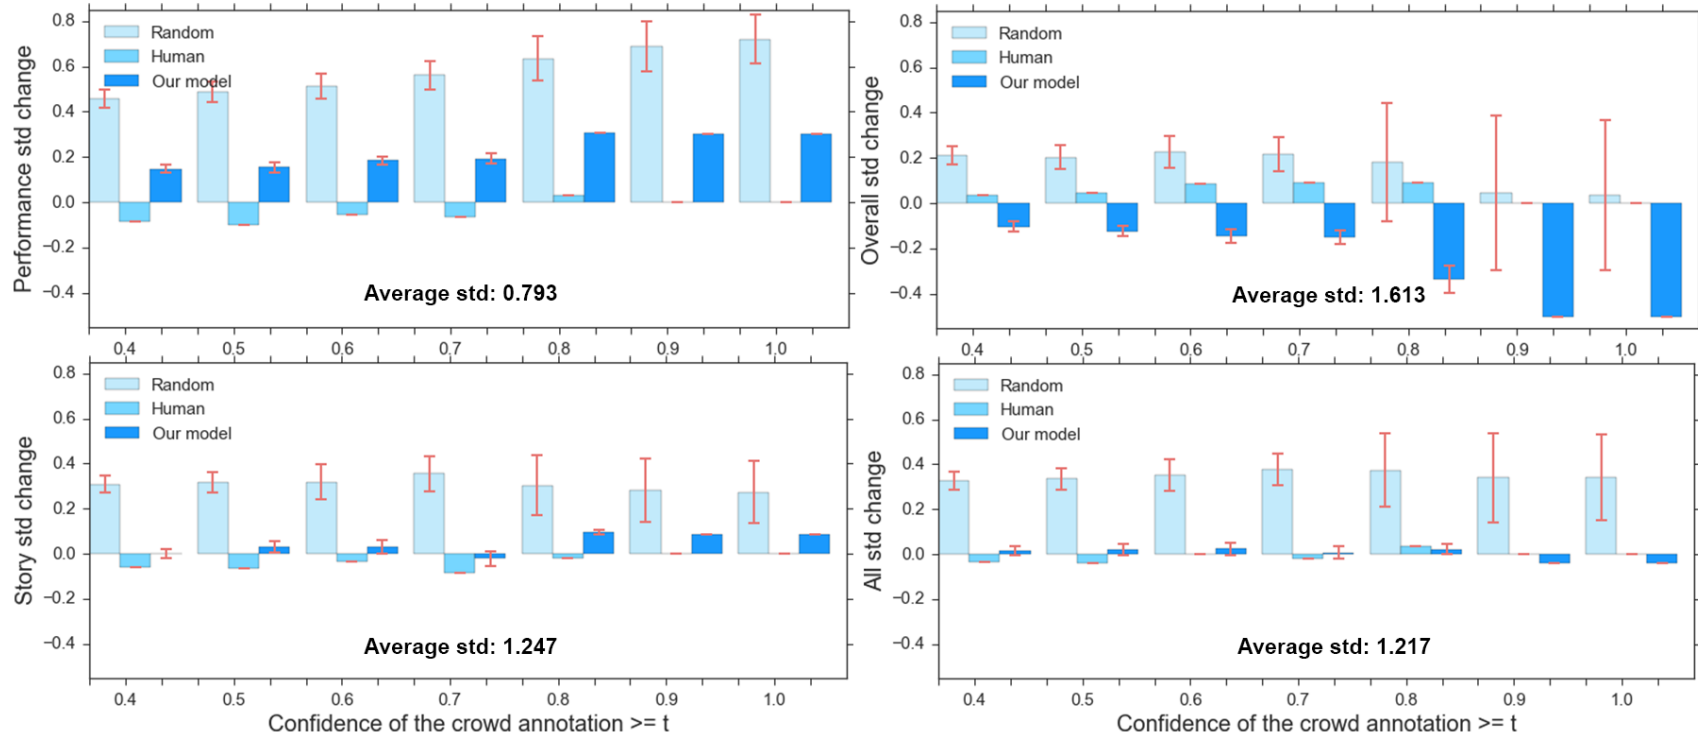 Performance std change
0.8
0.6
0.4
0.2
0.0
−0.2
−0.4
Random
Human
Our model
Average std: 0.793
0.4 0.5 0.6 0.7 0.8 0.9 1.0
Overall std change
0.8
0.6
0.4
0.2
0.0
−0.2
−0.4
Random
Human
Our model
Average std: 1.613
0.4 0.5 0.6 0.7 0.8 0.9 1.0
Story std change
0.8
0.6
0.4
0.2
0.0
−0.2
−0.4
Random
Human
Our model
Average std: 1.247
0.4 0.5 0.6 0.7 0.8 0.9 1.0
Confidence of the crowd annotation >= t
All std change
0.8
0.6
0.4
0.2
0.0
−0.2
−0.4
Random
Human
Our model
Average std: 1.217
0.4 0.5 0.6 0.7 0.8 0.9 1.0
Confidence of the crowd annotation >= t